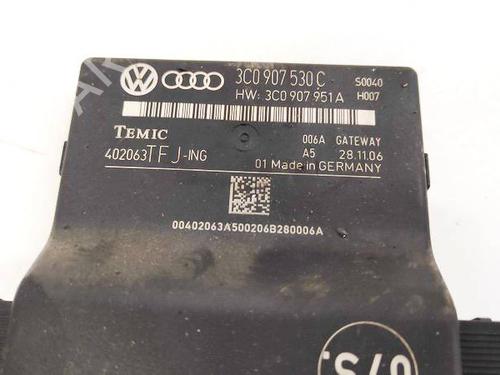 3C0 907 530 C
S0040
HW: 3C0 907 951 A
H007
TEMIC
006A GATEWAY
402063TFJ-ING
A5 28.11.06
01 Made in GERMANY
00402063A500206B280006A